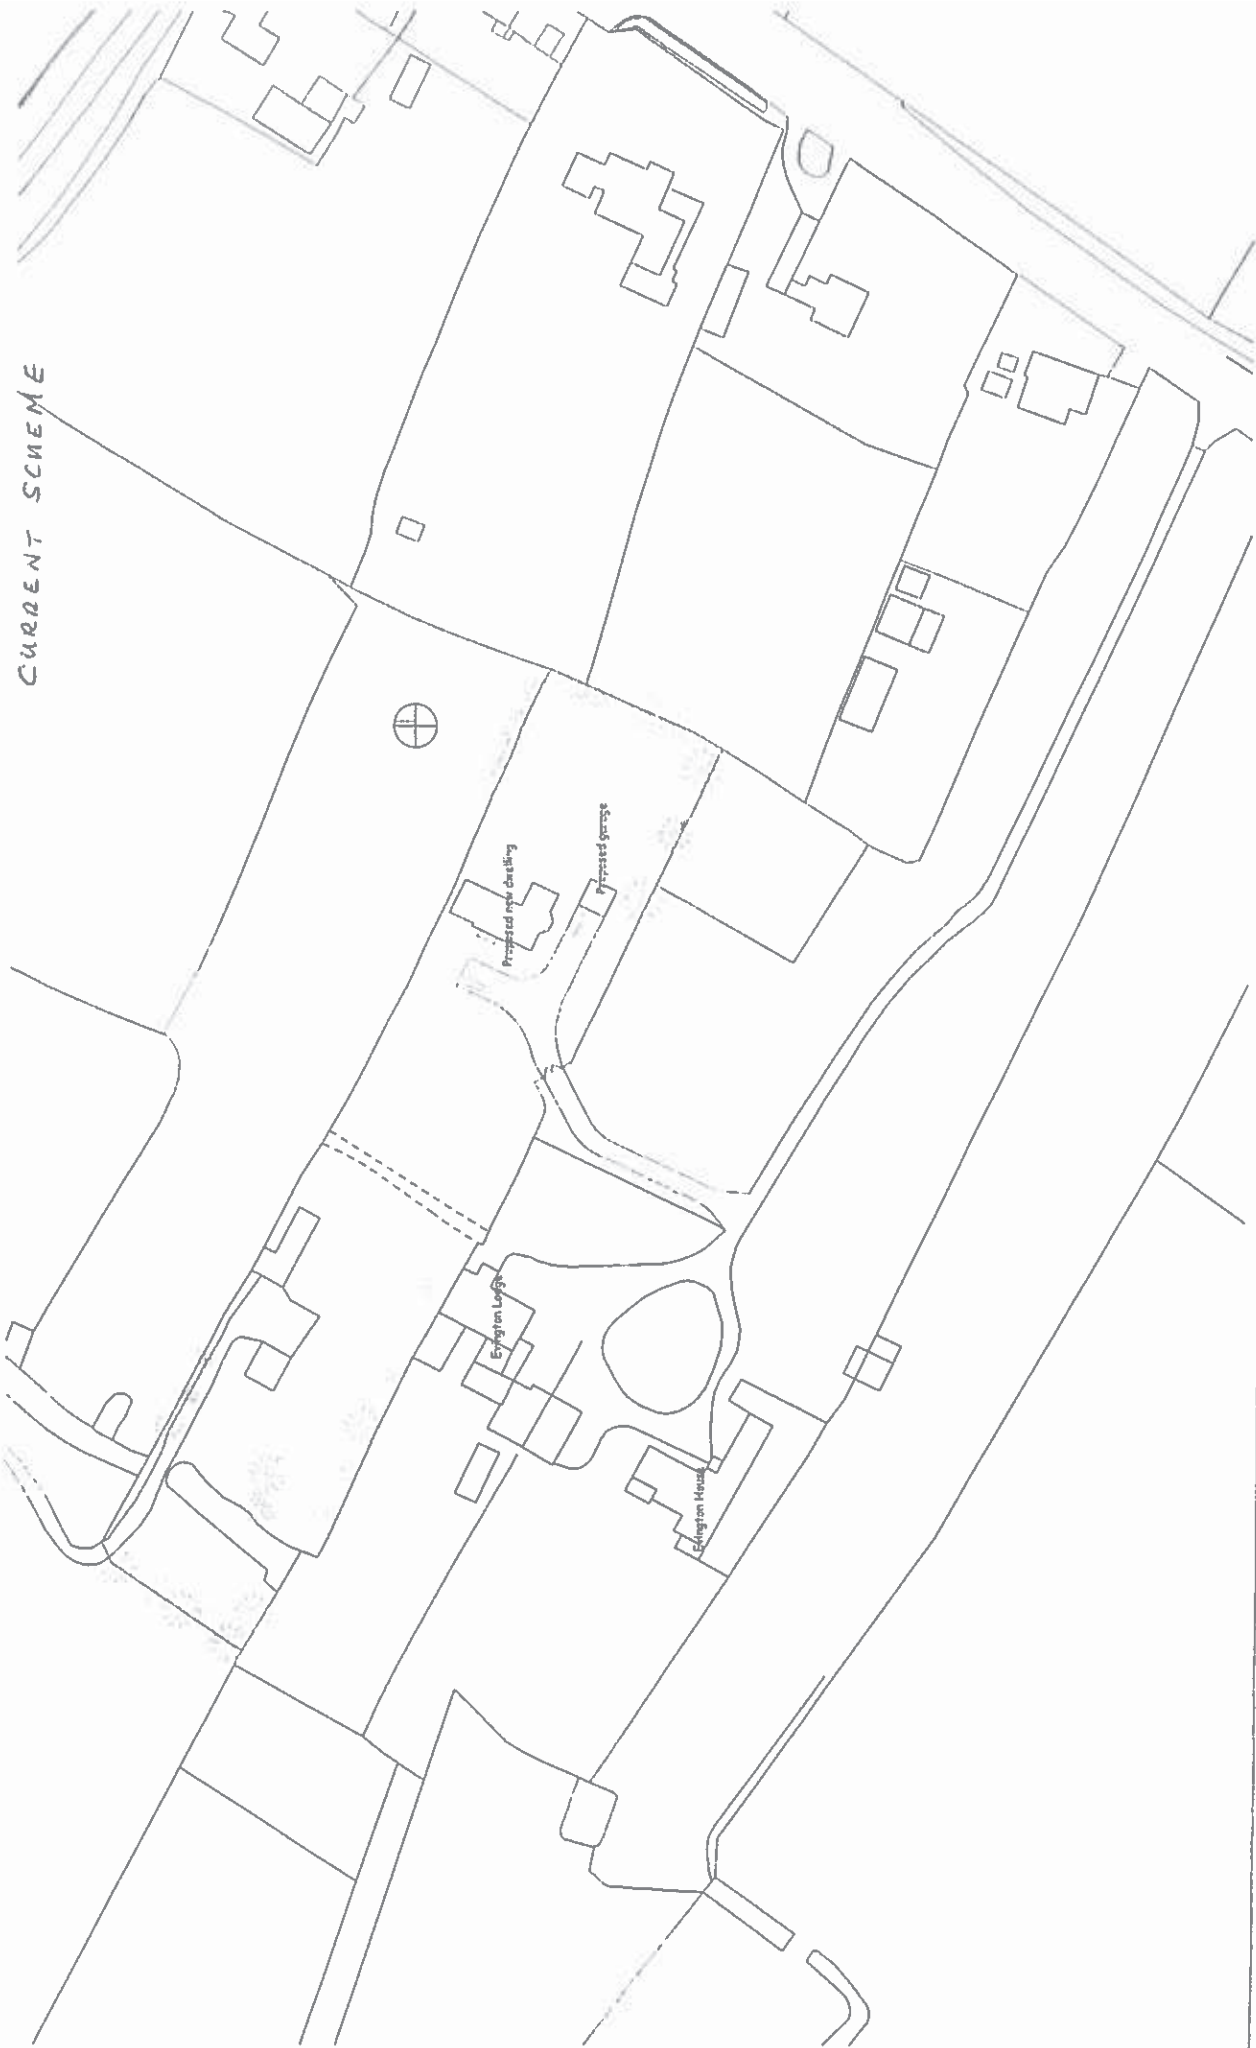 CURRENT SCHEME
Proposed new dwelling
Proposed garage
Evington Lodge
Evington House